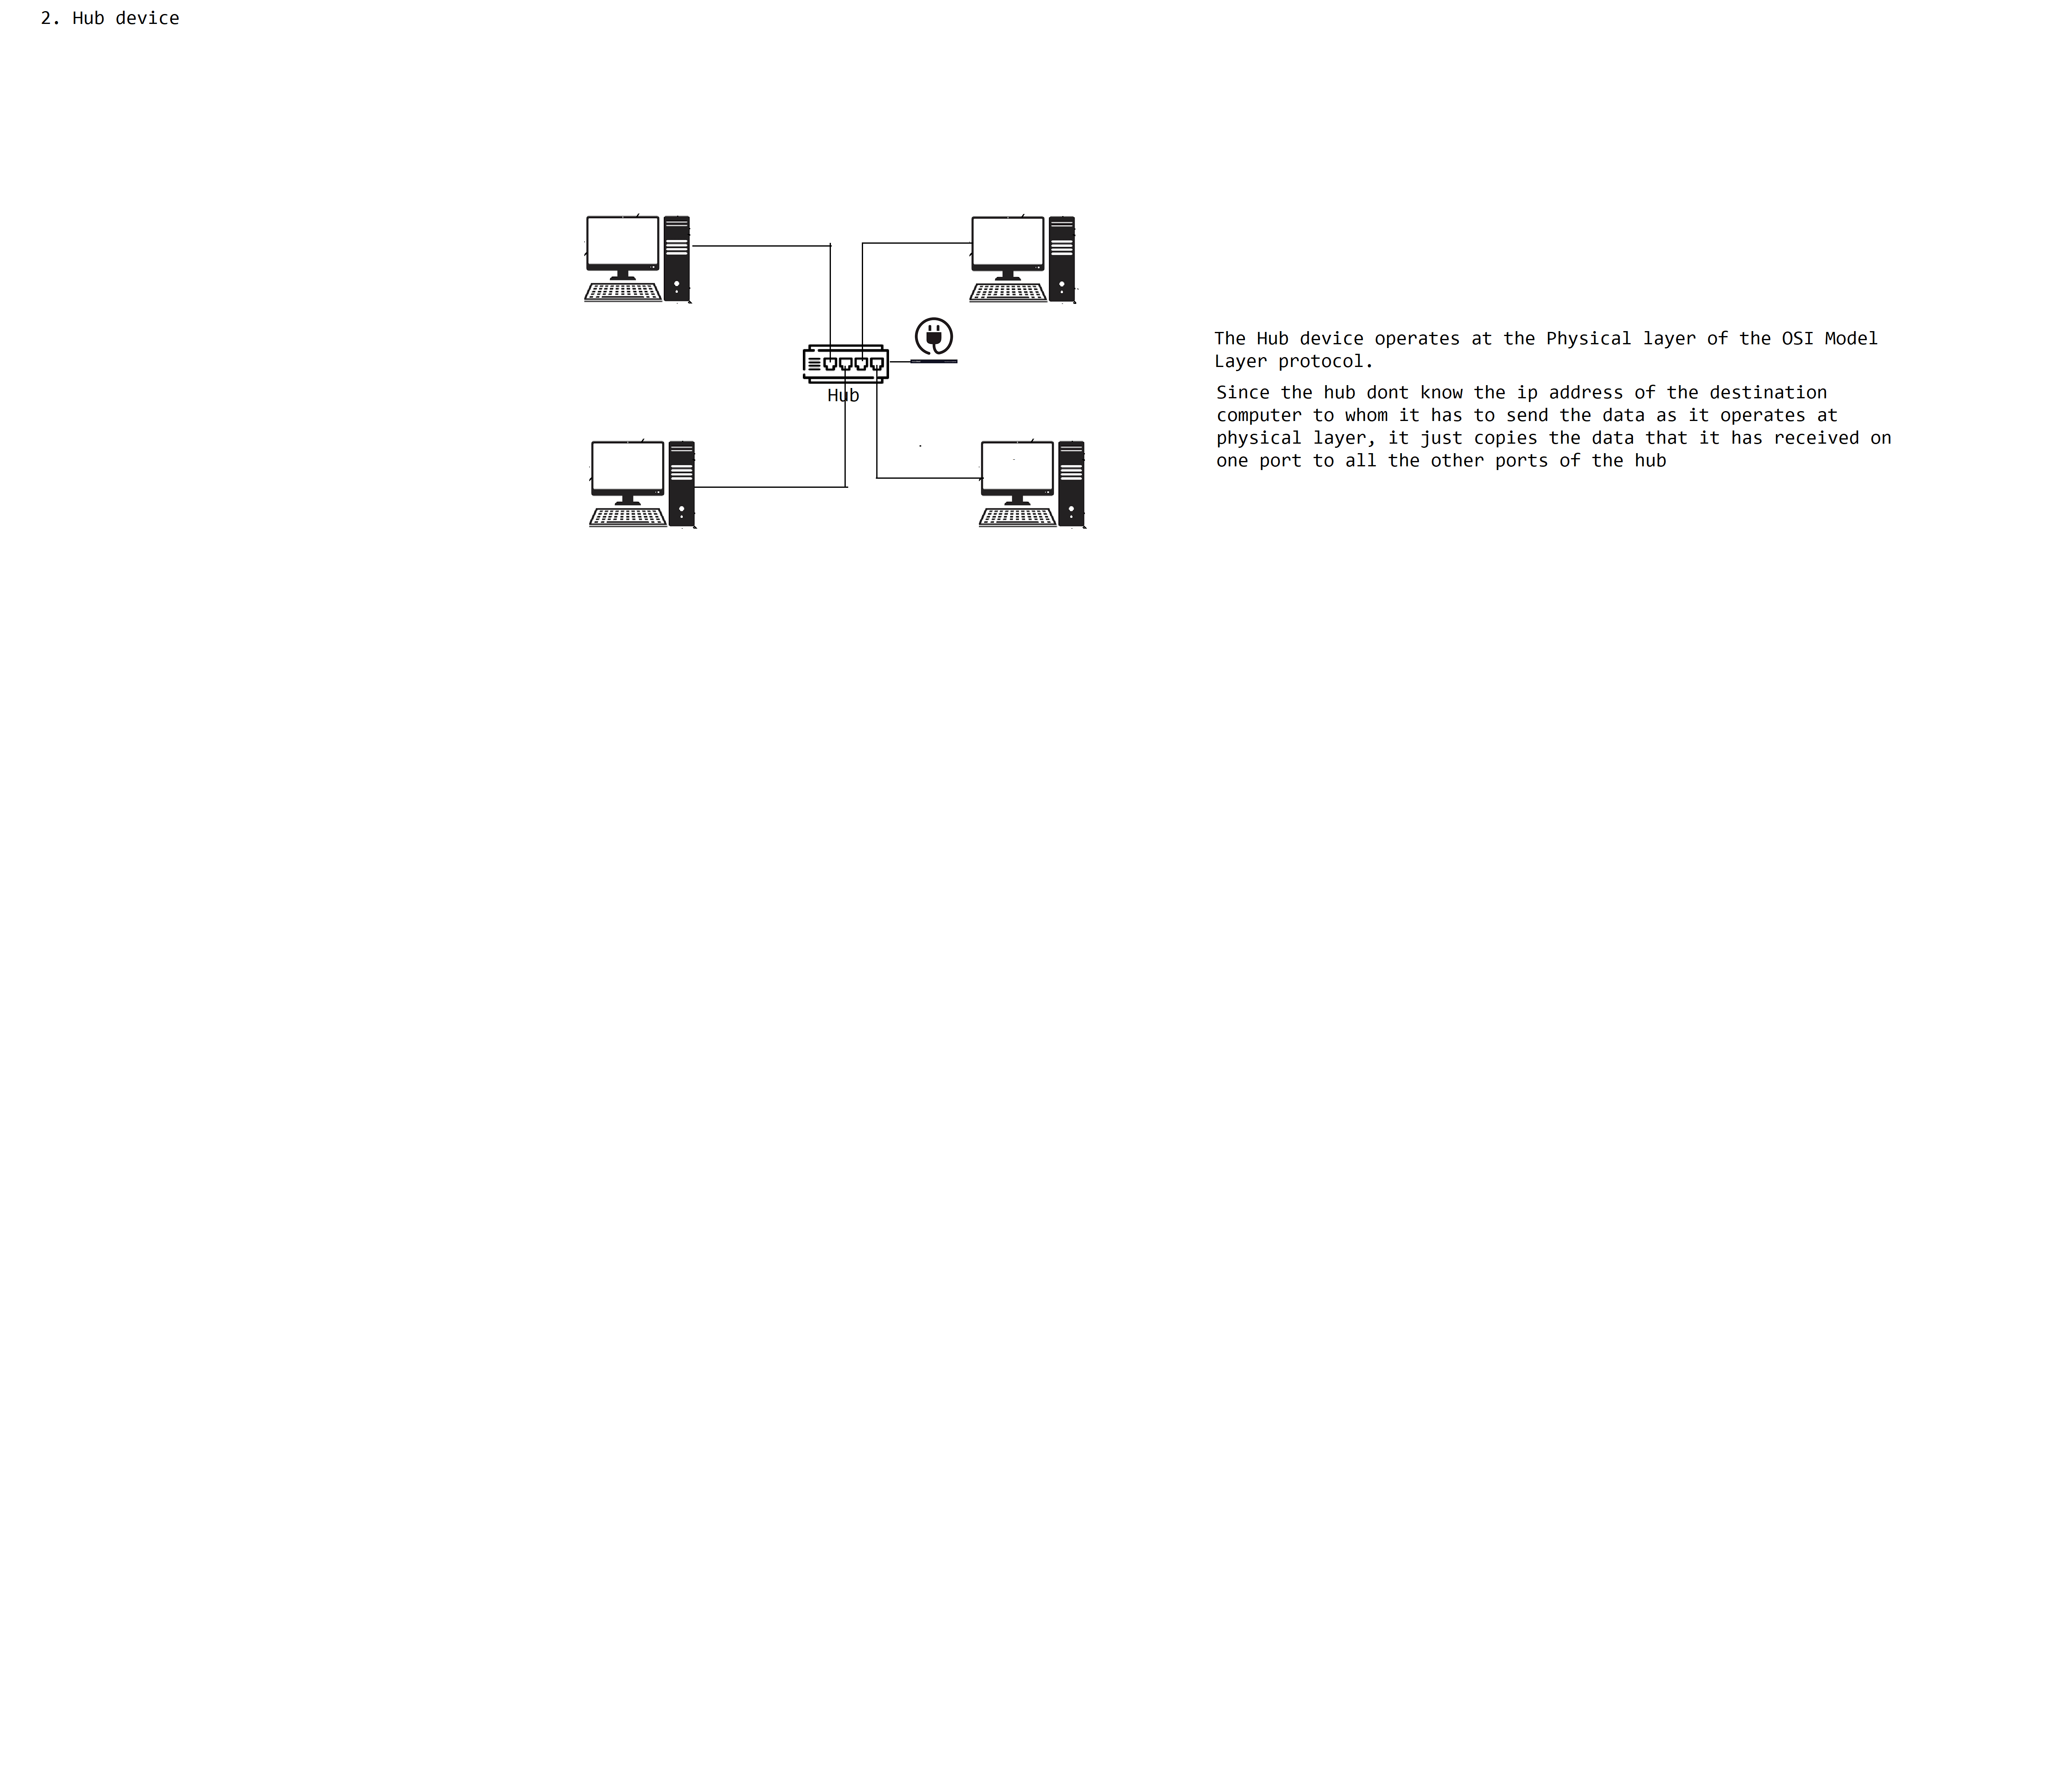 2. Hub device
Hub
The Hub device operates at the Physical layer of the OSI Model
Layer protocol.
Since the hub dont know the ip address of the destination
computer to whom it has to send the data as it operates at
physical layer, it just copies the data that it has received on
one port to all the other ports of the hub